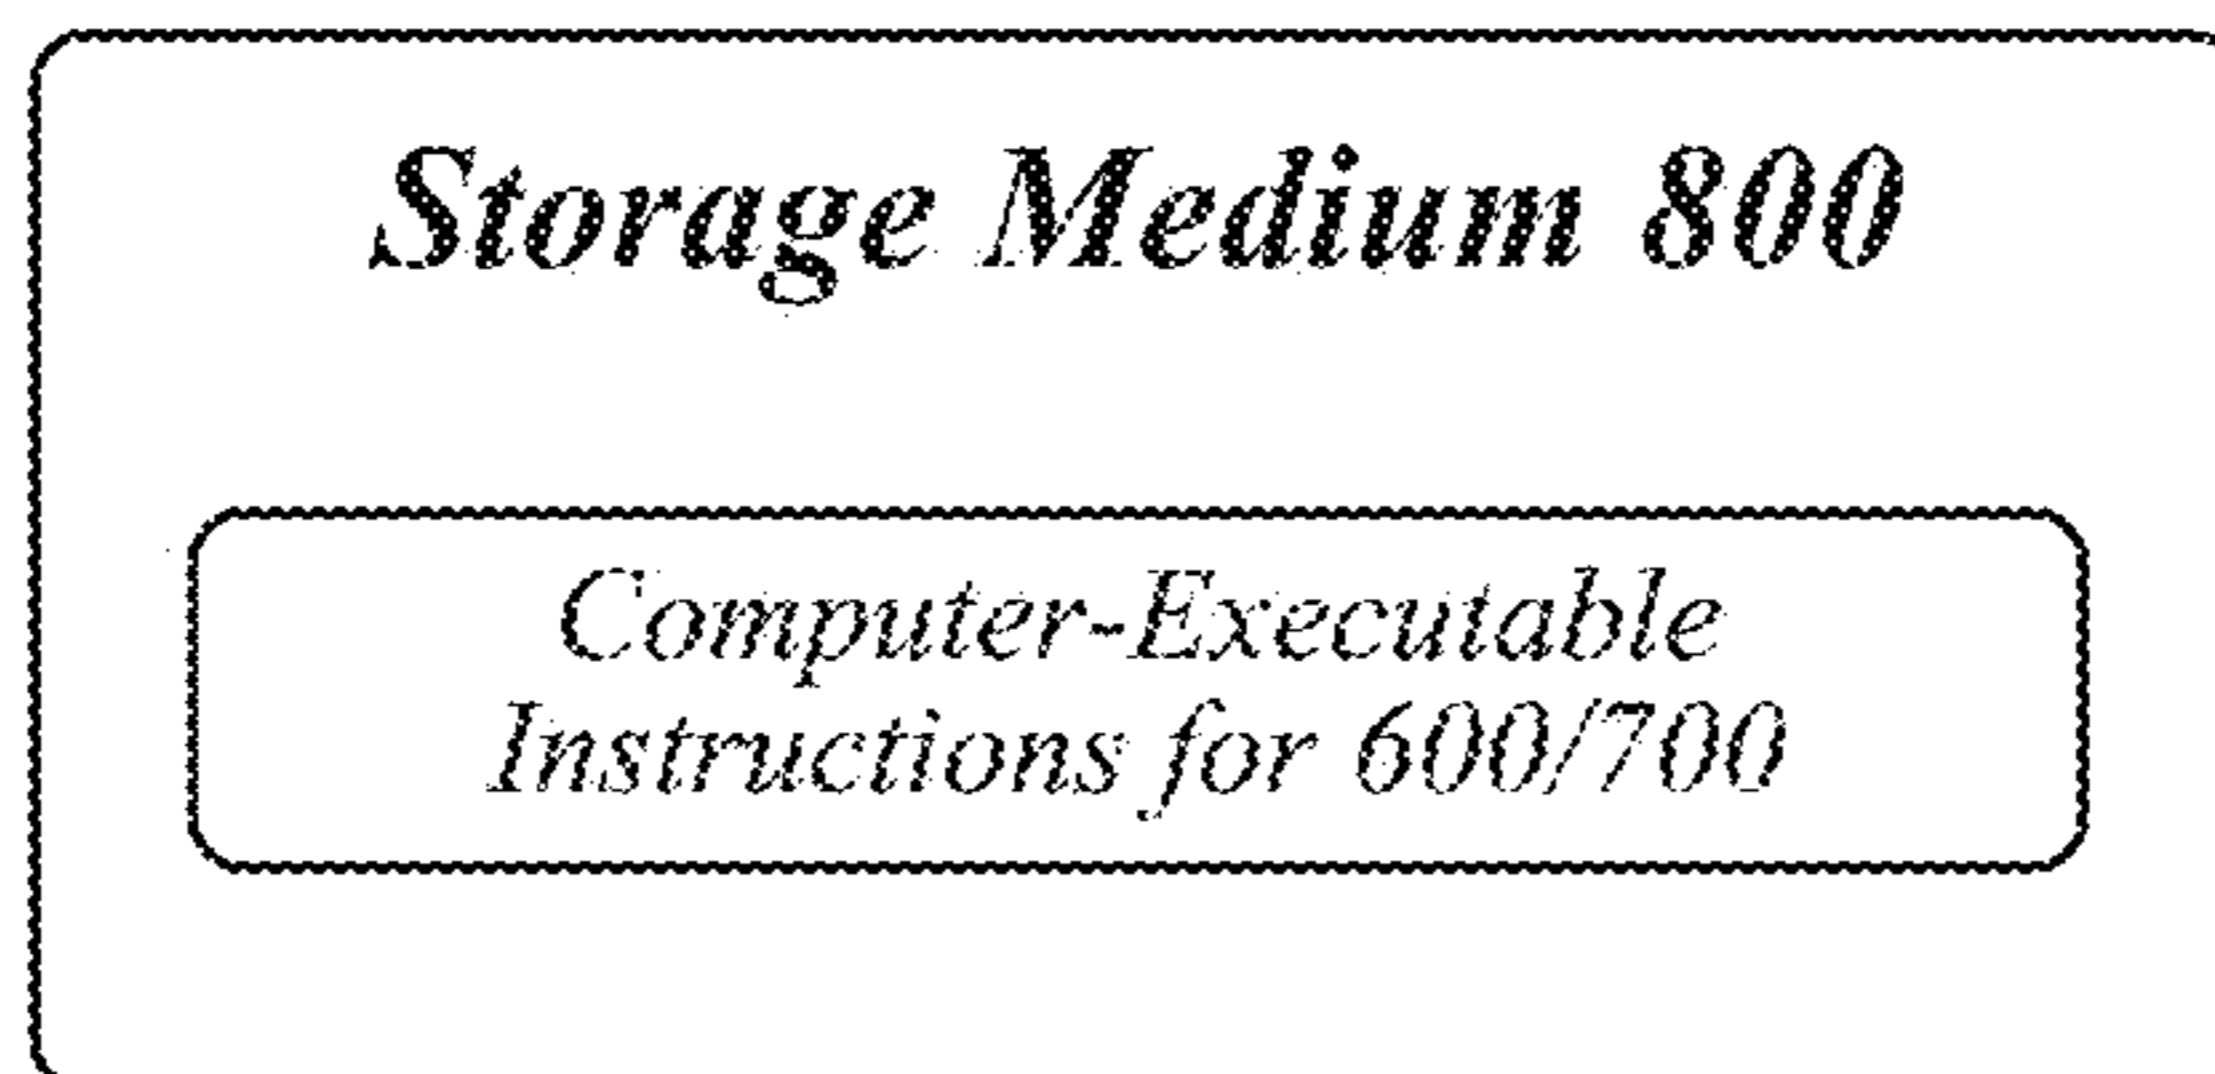 Storage Medium 800
Computer-Executable
Instructions for 600/700